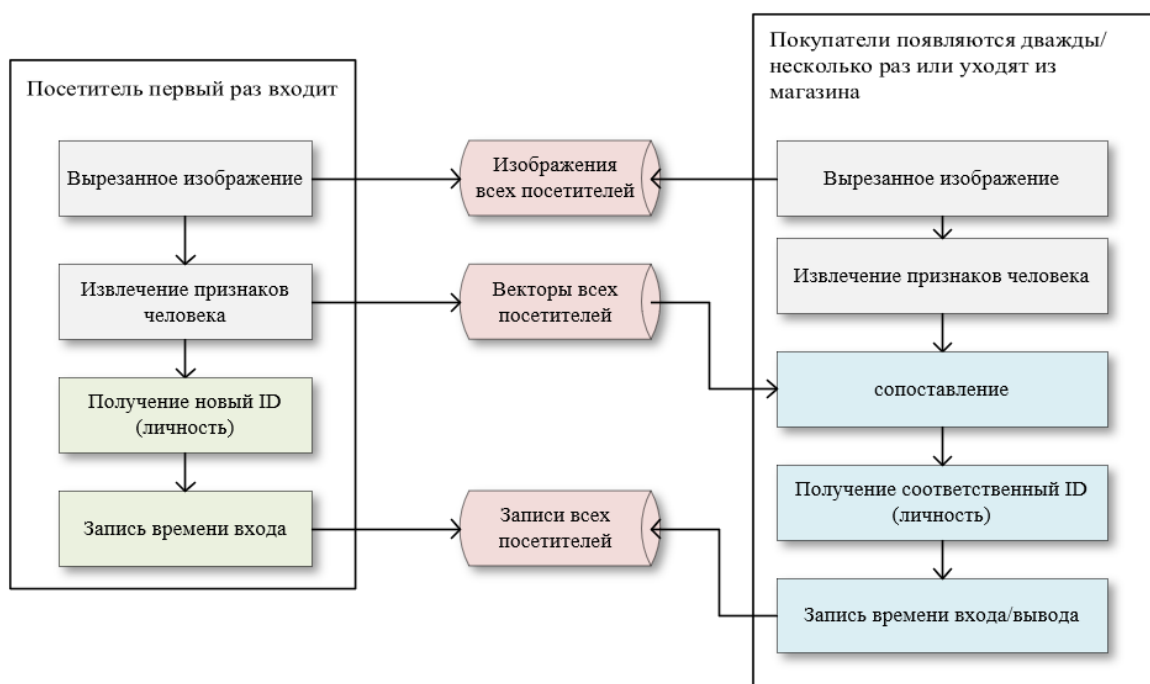 Посетитель первый раз входит
Вырезанное изображение
Извлечение признаков
человека
Получение новый ID
(личность)
Запись времени входа
Изображения
всех посетителей
Векторы всех
посетителей
Записи всех
посетителей
Покупатели появляются дважды/
несколько раз или уходят из
магазина
Вырезанное изображение
Извлечение признаков человека
сопоставление
Получение соответственный ID
(личность)
Запись времени входа/вывода